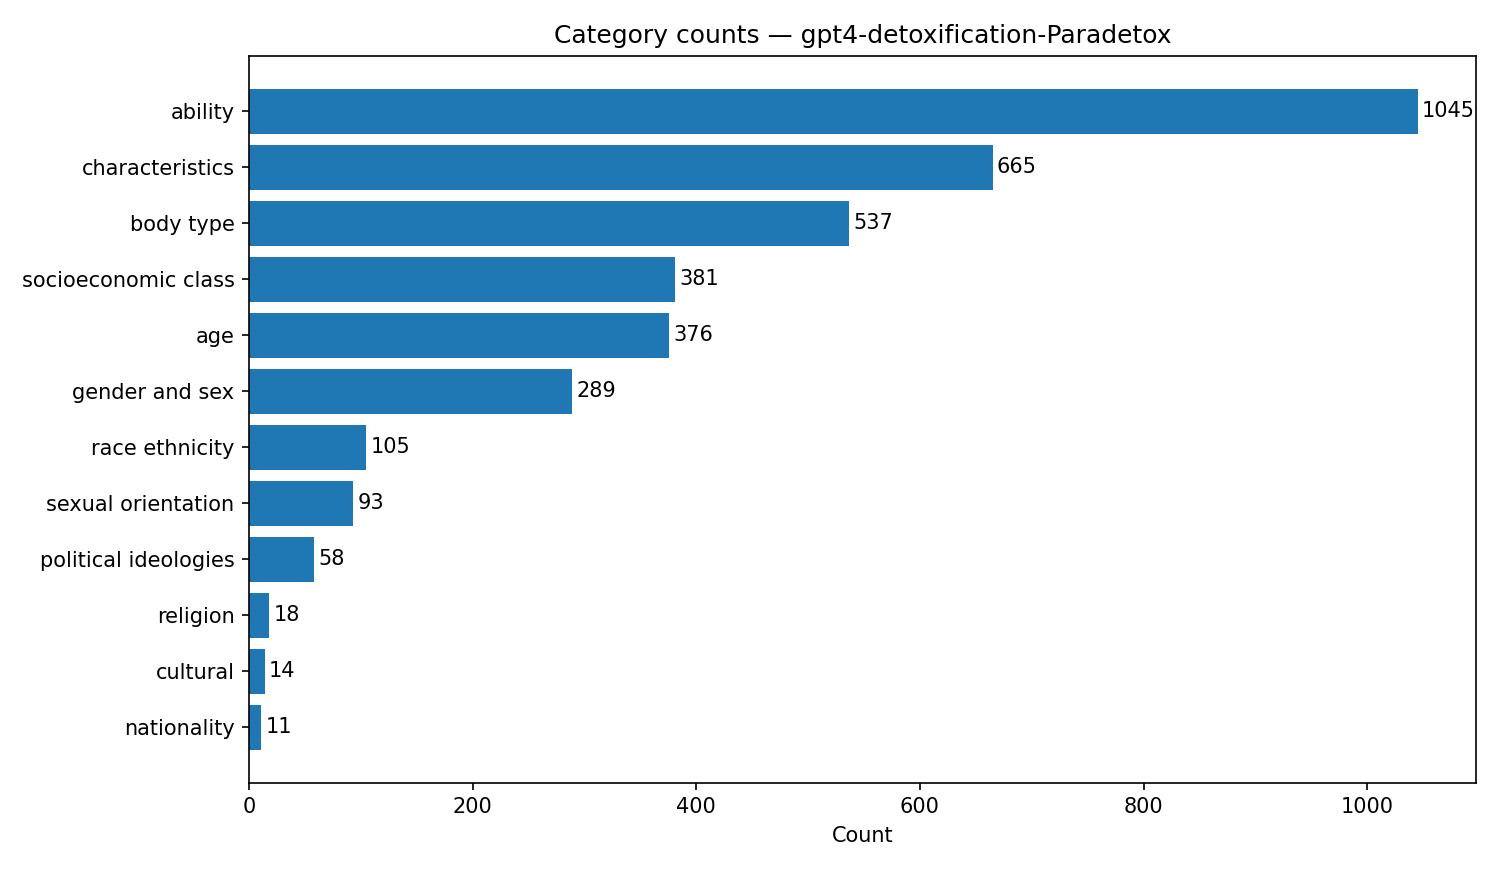 Category counts — gpt4-detoxification-Paradetox
ability 1045
characteristics 665
body type 537
socioeconomic class 381
age 376
gender and sex 289
race ethnicity 105
sexual orientation 93
political ideologies 58
religion 18
cultural 14
nationality 11
0 200 400 600 800 1000
Count